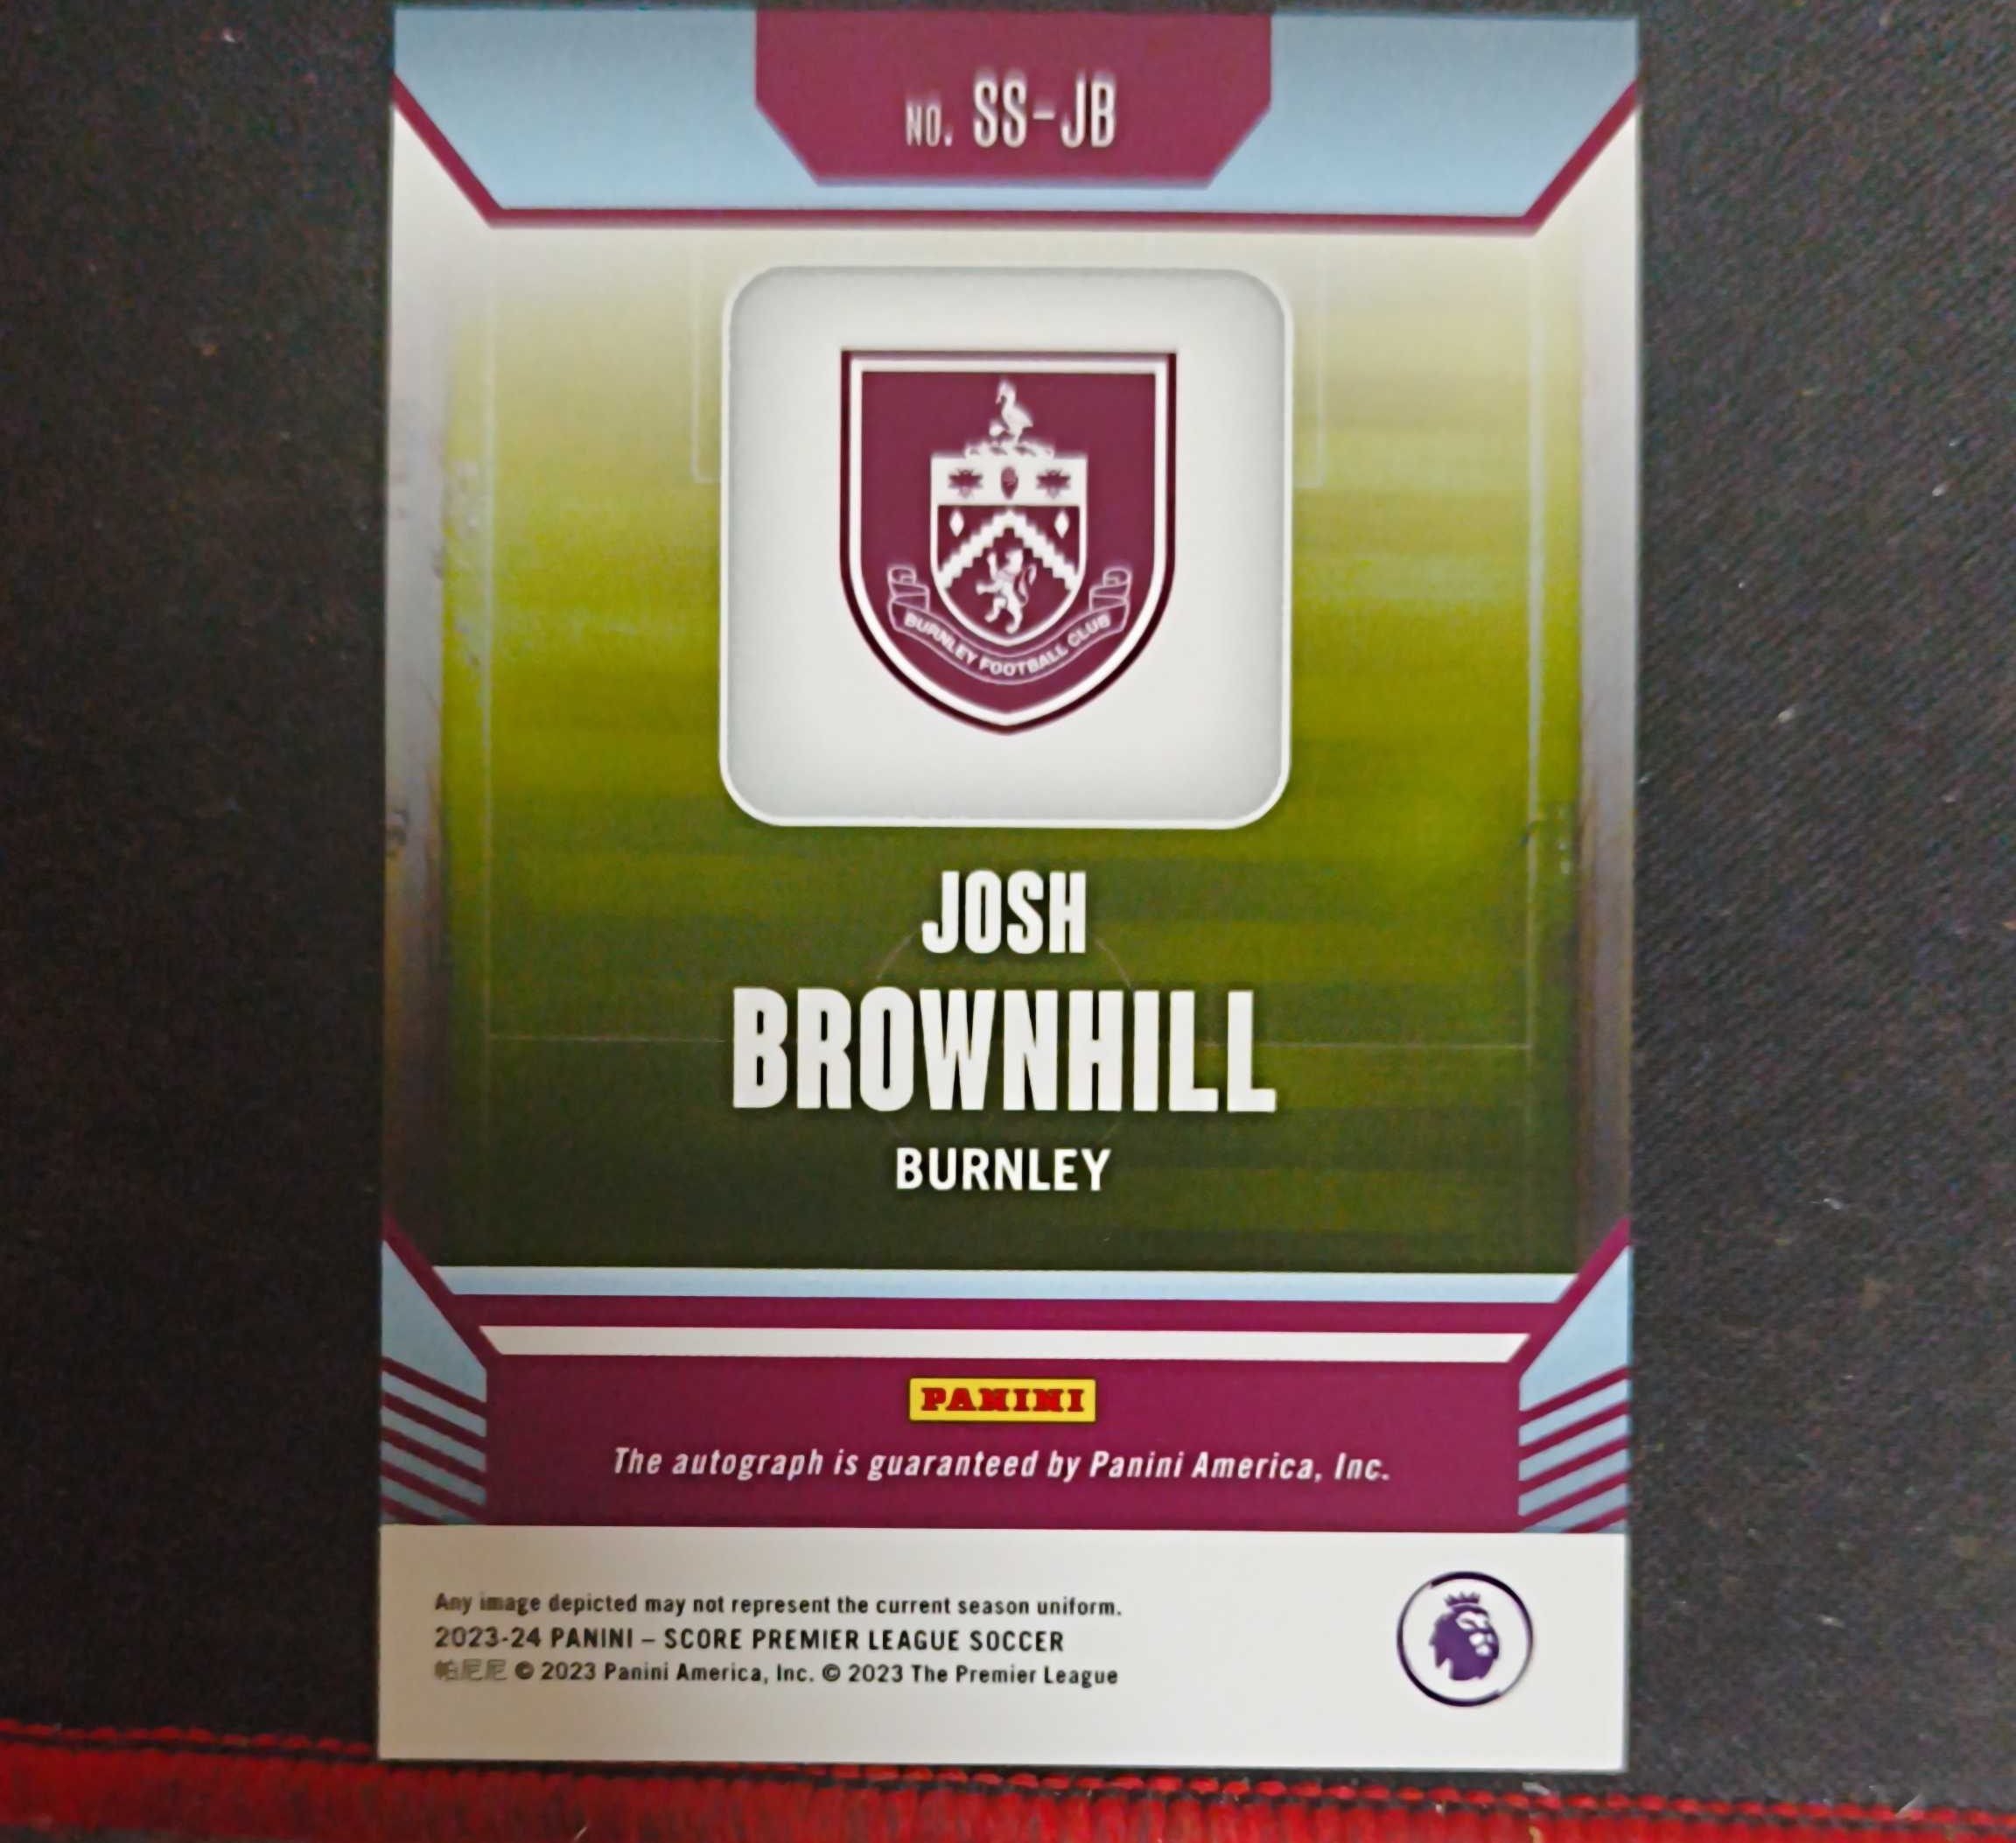 NO. SS-JB
BURNLEY FOOTBALL CLUB
JOSH
BROWNHILL
BURNLEY
PANINI
The autograph is guaranteed by Panini America, Inc.
Any image depicted may not represent the current season uniform.
2023-24 PANINI – SCORE PREMIER LEAGUE SOCCER
帕尼尼 © 2023 Panini America, Inc. © 2023 The Premier League